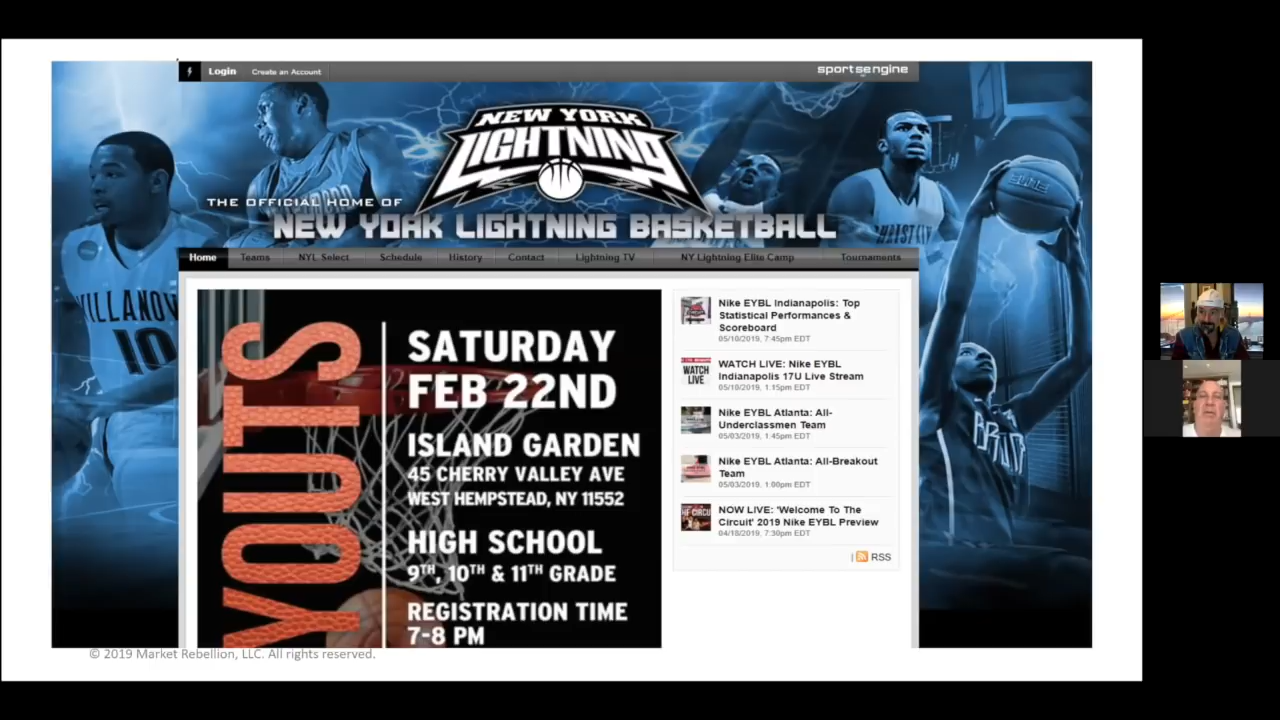 Login
Create an Account
sportsengine
NEW YORK
LIGHTNING
THE OFFICIAL HOME OF
NEW YORK LIGHTNING BASKETBALL
Home
Teams
NYL Select
Schedule
History
Contact
Lightning TV
NY Lightning Elite Camp
Tournaments
VILLANOV
10
CHRIST
ELITE
YOUTS
SATURDAY
FEB 22ND
ISLAND GARDEN
45 CHERRY VALLEY AVE
WEST HEMPSTEAD, NY 11552
HIGH SCHOOL
9TH, 10TH & 11TH GRADE
REGISTRATION TIME
7-8 PM
Nike EYBL Indianapolis: Top
Statistical Performances &
Scoreboard
05/10/2019, 7:45pm EDT
WATCH
LIVE
WATCH LIVE: Nike EYBL
Indianapolis 17U Live Stream
05/10/2019, 1:15pm EDT
Nike EYBL Atlanta: All-
Underclassmen Team
05/03/2019, 1:45pm EDT
Nike EYBL Atlanta: All-Breakout
Team
05/03/2019, 1:00pm EDT
NOW LIVE: 'Welcome To The
Circuit' 2019 Nike EYBL Preview
04/18/2019, 7:30pm EDT
| RSS
© 2019 Market Rebellion, LLC. All rights reserved.